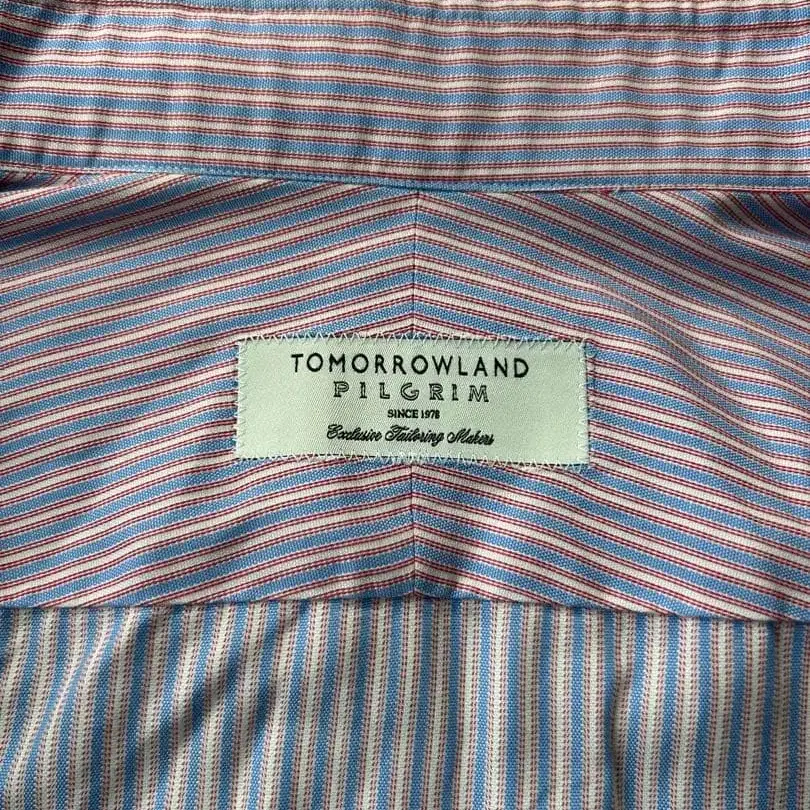 TOMORROWLAND
PILGRIM
SINCE 1978
Exclusive Tailoring Makers